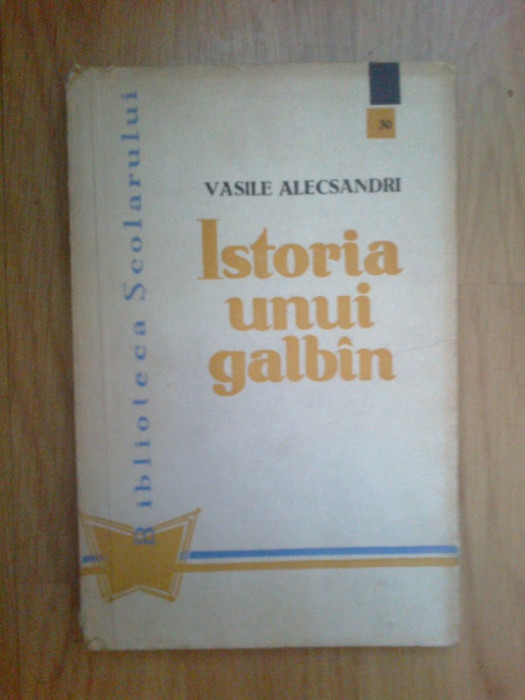 30
VASILE ALECSANDRI
Istoria
unui
galbîn
Biblioteca Școlarului